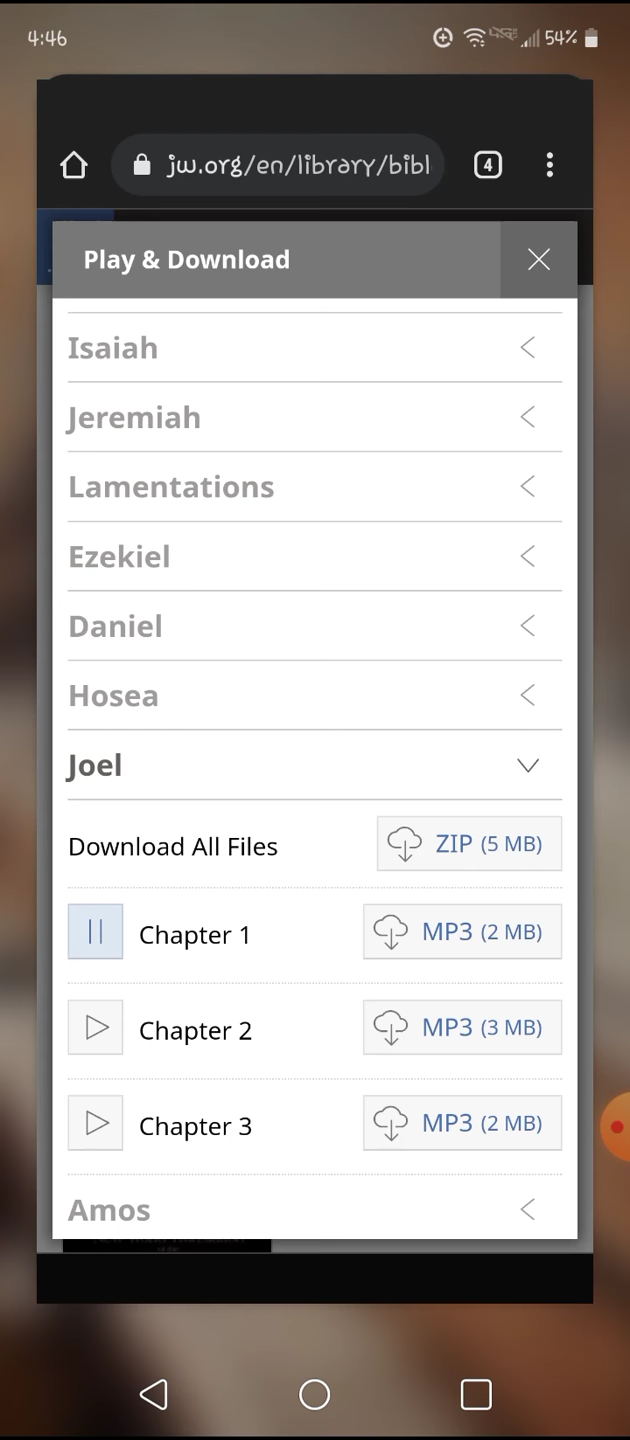 4:46
54%
jw.org/en/library/bibl
4
Play & Download
Isaiah
Jeremiah
Lamentations
Ezekiel
Daniel
Hosea
Joel
Download All Files
ZIP (5 MB)
Chapter 1
MP3 (2 MB)
Chapter 2
MP3 (3 MB)
Chapter 3
MP3 (2 MB)
Amos